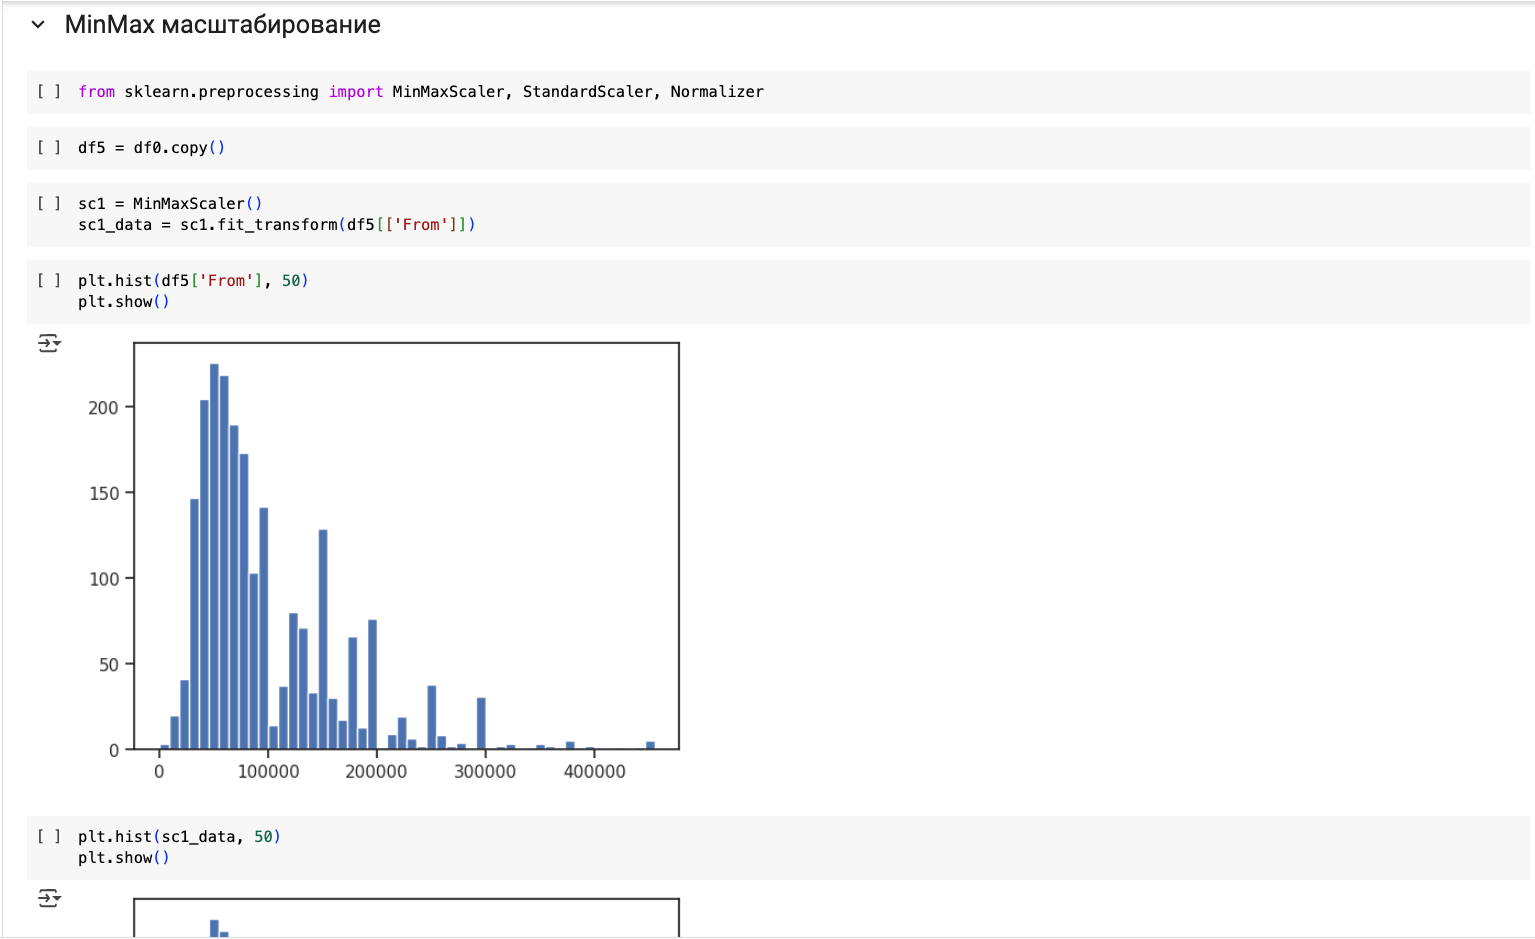 MinMax масштабирование
[ ] from sklearn.preprocessing import MinMaxScaler, StandardScaler, Normalizer
[ ] df5 = df0.copy()
[ ] sc1 = MinMaxScaler()
sc1_data = sc1.fit_transform(df5[['From']])
[ ] plt.hist(df5['From'], 50)
plt.show()
200
150
100
50
0
0 100000 200000 300000 400000
[ ] plt.hist(sc1_data, 50)
plt.show()